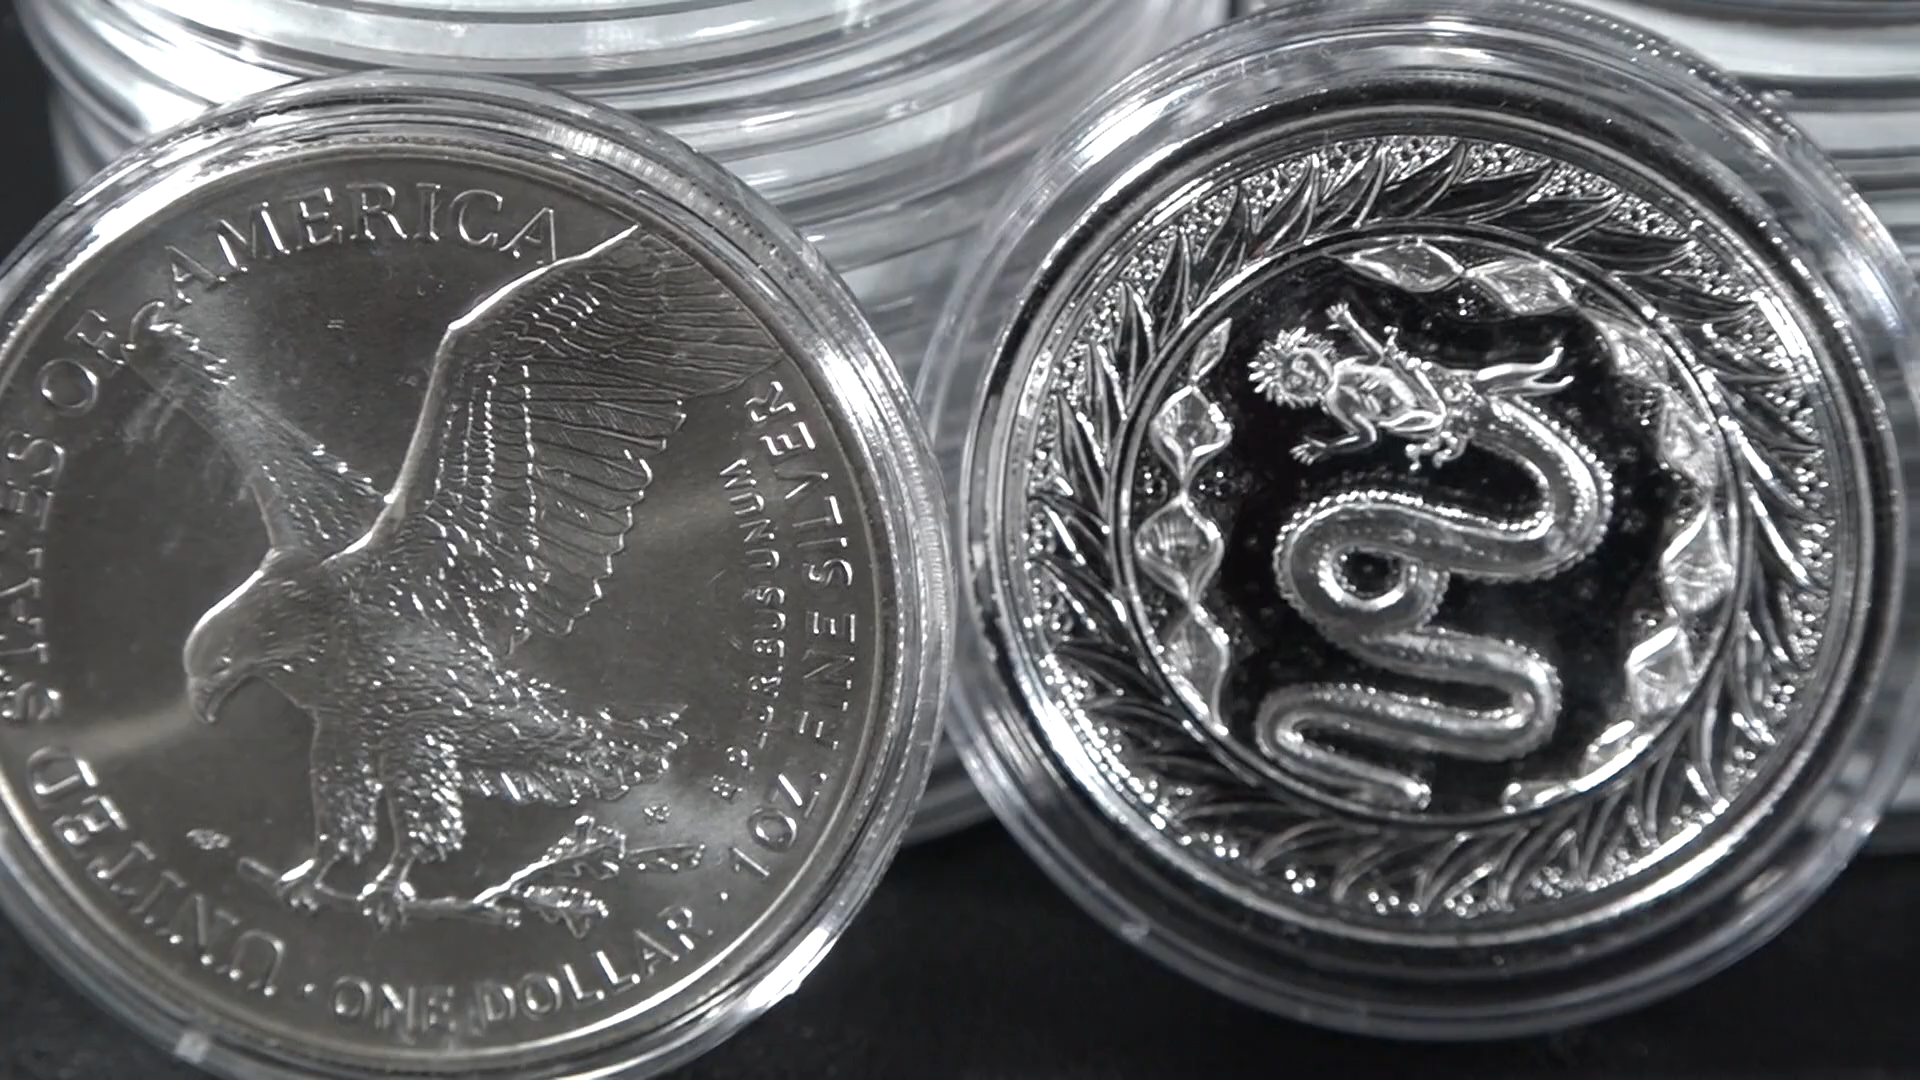 UNITED STATES OF AMERICA
E PLURIBUS UNUM
· ONE DOLLAR · 1 OZ. FINE SILVER